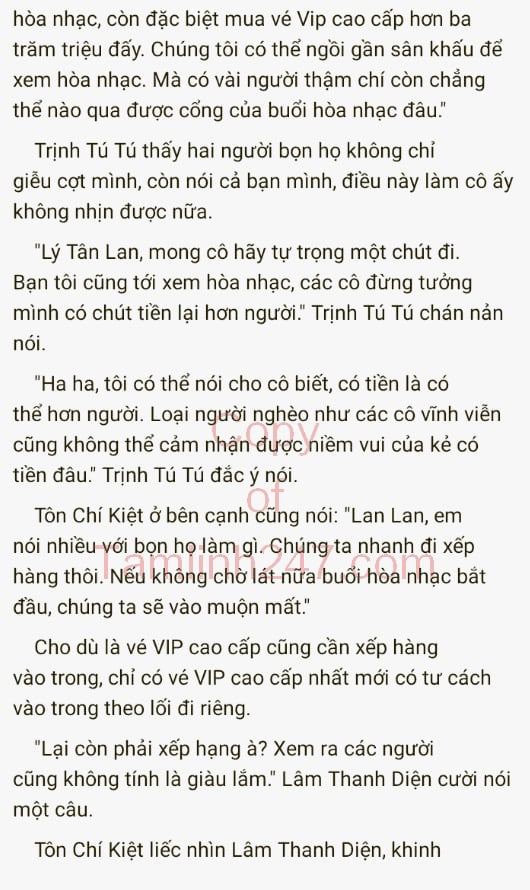 hòa nhạc, còn đặc biệt mua vé Vip cao cấp hơn ba
trăm triệu đấy. Chúng tôi có thể ngồi gần sân khấu để
xem hòa nhạc. Mà có vài người thậm chí còn chẳng
thể nào qua được cổng của buổi hòa nhạc đâu."
Trịnh Tú Tú thấy hai người bọn họ không chỉ
giễu cợt mình, còn nói cả bạn mình, điều này làm cô ấy
không nhịn được nữa.
"Lý Tân Lan, mong cô hãy tự trọng một chút đi.
Bạn tôi cũng tới xem hòa nhạc, các cô đừng tưởng
mình có chút tiền lại hơn người." Trịnh Tú Tú chán nản
nói.
"Ha ha, tôi có thể nói cho cô biết, có tiền là có
thể hơn người. Loại người nghèo như các cô vĩnh viễn
cũng không thể cảm nhận được niềm vui của kẻ có
tiền đâu." Trịnh Tú Tú đắc ý nói.
Tôn Chí Kiệt ở bên cạnh cũng nói: "Lan Lan, em
nói nhiều với bọn họ làm gì. Chúng ta nhanh đi xếp
hàng thôi. Nếu không chờ lát nữa buổi hòa nhạc bắt
đầu, chúng ta sẽ vào muộn mất."
Cho dù là vé VIP cao cấp cũng cần xếp hàng
vào trong, chỉ có vé VIP cao cấp nhất mới có tư cách
vào trong theo lối đi riêng.
"Lại còn phải xếp hạng à? Xem ra các người
cũng không tính là giàu lắm." Lâm Thanh Diện cười nói
một câu.
Tôn Chí Kiệt liếc nhìn Lâm Thanh Diện, khinh
Copy
of
Tamlinh247.com